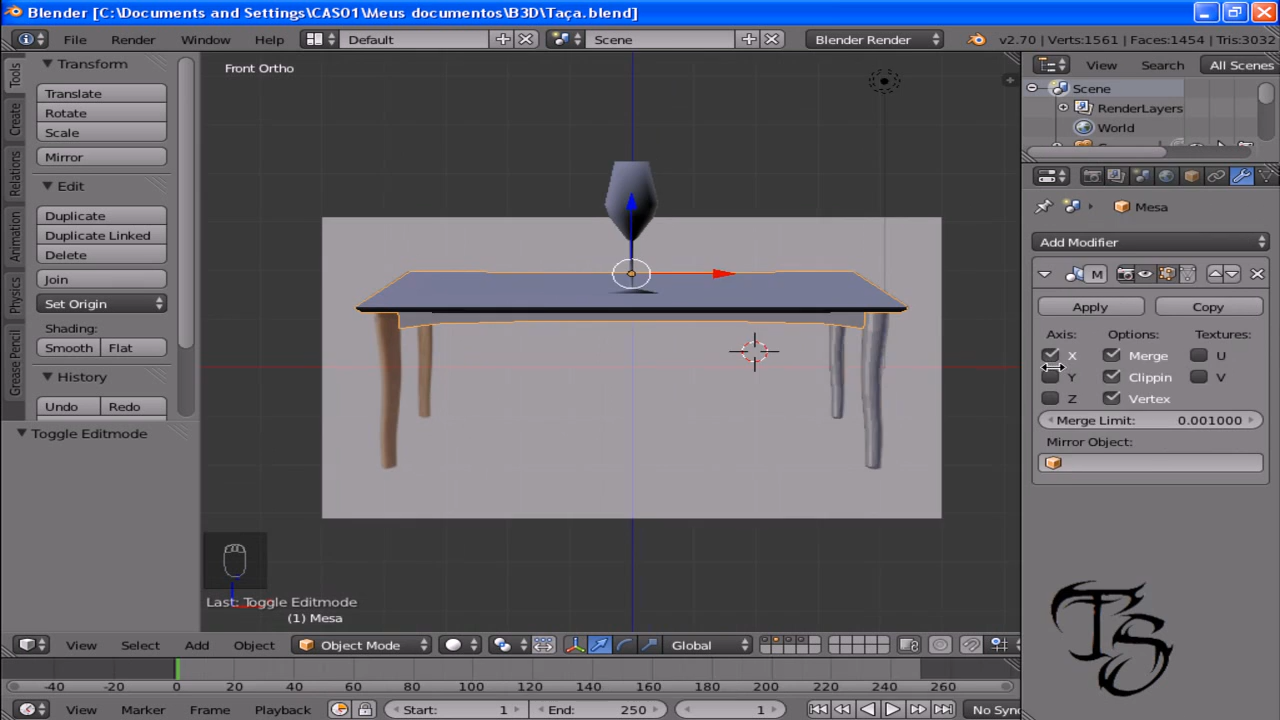 Blender [C:\Documents and Settings\CAS01\Meus documentos\B3D\Taça.blend]
File Render Window Help Default Scene Blender Render v2.70 | Verts:1561 | Faces:1454 | Tris:3032
Tools
Create
Relations
Animation
Physics
Grease Pencil
Transform
Translate
Rotate
Scale
Mirror
Edit
Duplicate
Duplicate Linked
Delete
Join
Set Origin
Shading:
Smooth Flat
History
Undo Redo
Toggle Editmode
Front Ortho
Last: Toggle Editmode
(1) Mesa
View Search All Scenes
Scene
RenderLayers
World
Mesa
Add Modifier
M
Apply Copy
Axis: Options: Textures:
X Merge U
Y Clippin V
Z Vertex
Merge Limit: 0.001000
Mirror Object:
TS
View Select Add Object Object Mode Global
-40 -20 0 20 40 60 80 100 120 140 160 180 200 220 240 260
View Marker Frame Playback Start: 1 End: 250 1 No Sync